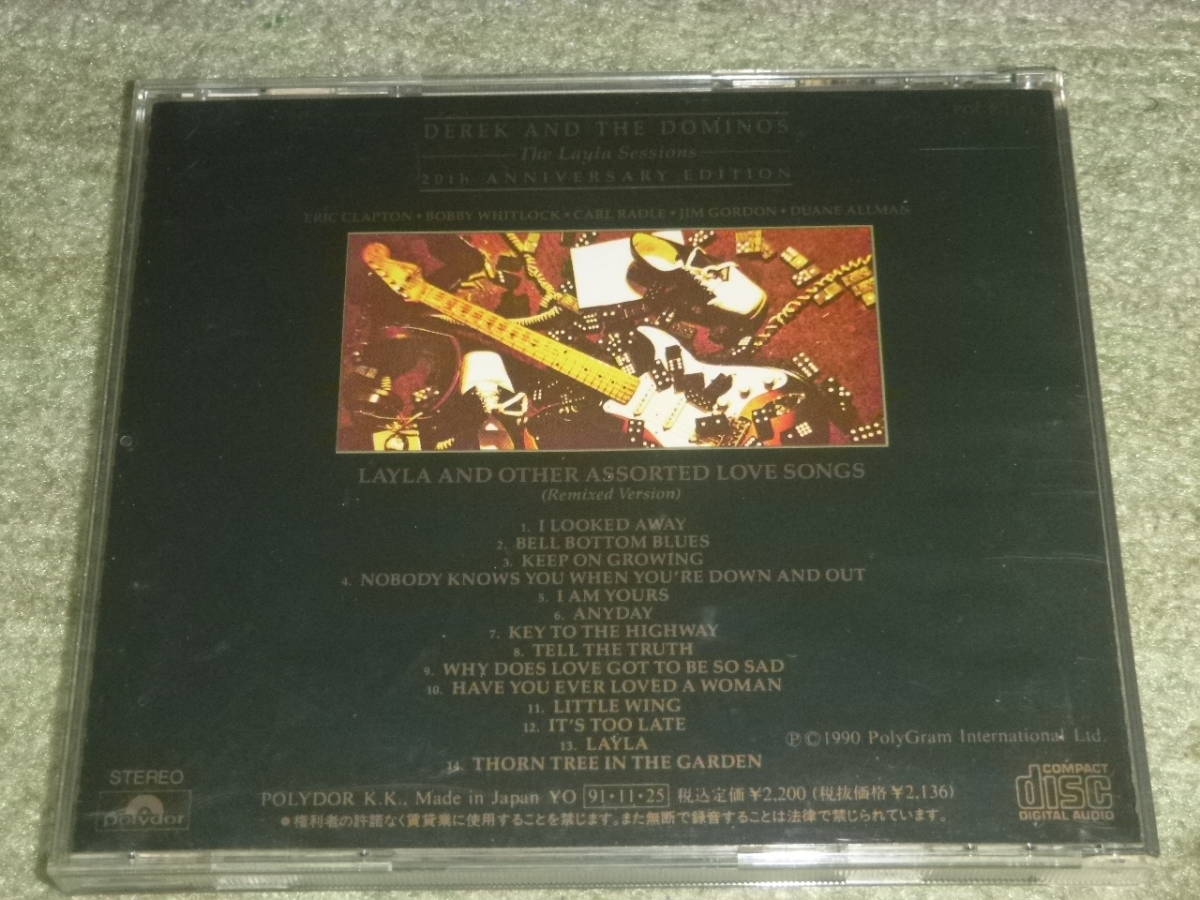 DEREK AND THE DOMINOS
The Layla Sessions
20th ANNIVERSARY EDITION
ERIC CLAPTON • BOBBY WHITLOCK • CARL RADLE • JIM GORDON • DUANE ALLMAN
LAYLA AND OTHER ASSORTED LOVE SONGS
(Remixed Version)
1. I LOOKED AWAY
2. BELL BOTTOM BLUES
3. KEEP ON GROWING
4. NOBODY KNOWS YOU WHEN YOU'RE DOWN AND OUT
5. I AM YOURS
6. ANYDAY
7. KEY TO THE HIGHWAY
8. TELL THE TRUTH
9. WHY DOES LOVE GOT TO BE SO SAD
10. HAVE YOU EVER LOVED A WOMAN
11. LITTLE WING
12. IT'S TOO LATE
13. LAYLA
14. THORN TREE IN THE GARDEN
℗©1990 PolyGram International Ltd.
STEREO
polydor
POLYDOR K.K., Made in Japan YO 91・11・25 税込定価¥2,200 (税抜価格¥2,136)
●権利者の許諾なく賃貸業に使用することを禁じます。また無断で録音することは法律で禁じられています。
COMPACT
disc
DIGITAL AUDIO